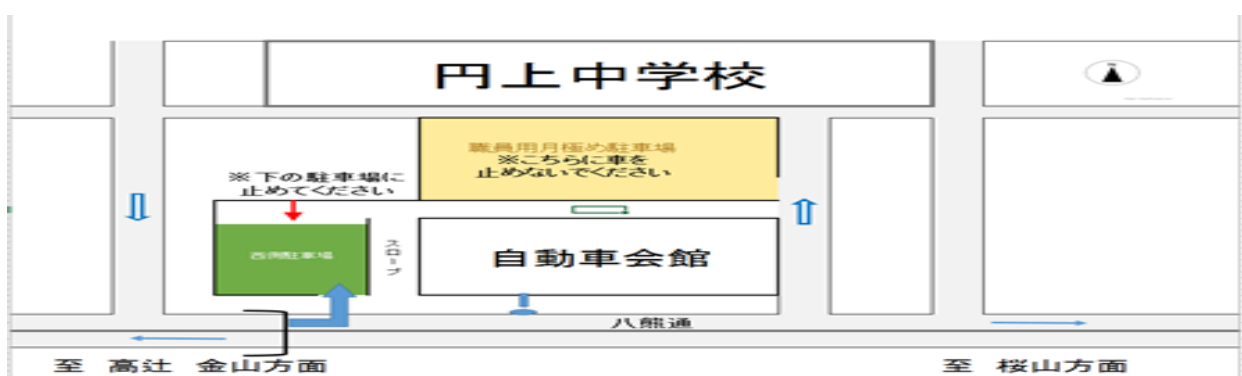 円上中学校
職員用月極め駐車場
※こちらに車を
止めないでください
※下の駐車場に
止めてください
西側駐車場
スロープ
自動車会館
八熊通
至 高辻 金山方面
至 桜山方面